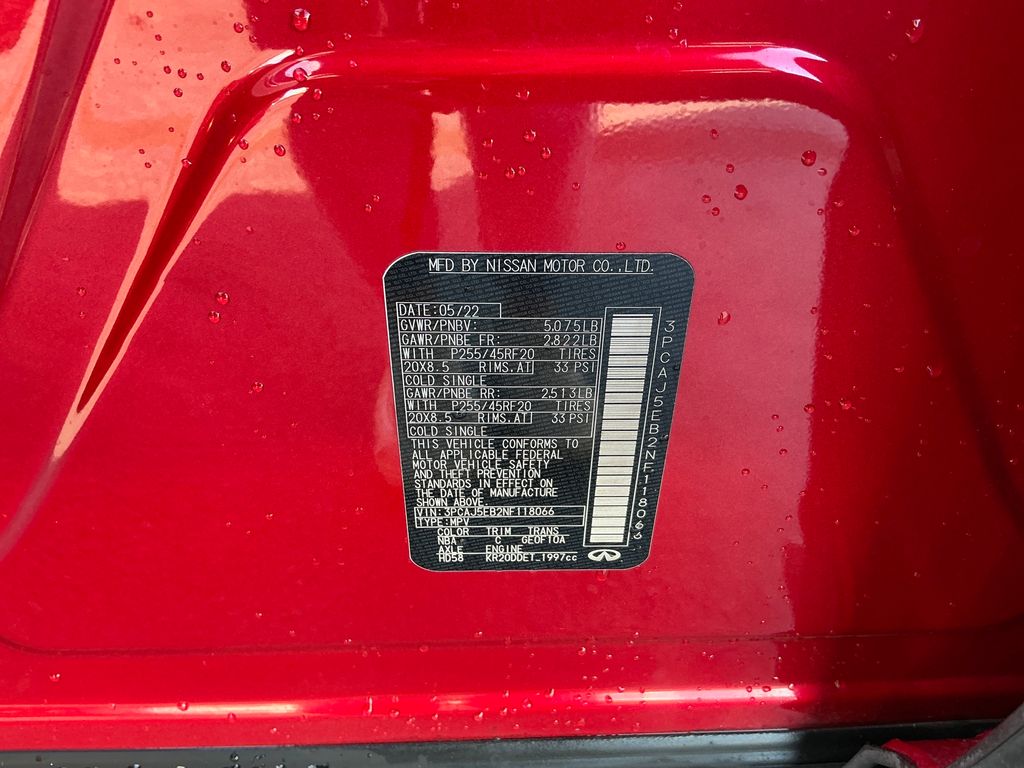 MFD BY NISSAN MOTOR CO.,LTD.
DATE:05/22
GVWR/PNBV: 5,075LB
GAWR/PNBE FR: 2,822LB
WITH P255/45RF20 TIRES
20X8.5 RIMS,AT 33 PSI
COLD SINGLE
GAWR/PNBE RR: 2,513LB
WITH P255/45RF20 TIRES
20X8.5 RIMS,AT 33 PSI
COLD SINGLE
THIS VEHICLE CONFORMS TO
ALL APPLICABLE FEDERAL
MOTOR VEHICLE SAFETY
AND THEFT PREVENTION
STANDARDS IN EFFECT ON
THE DATE OF MANUFACTURE
SHOWN ABOVE.
VIN:3PCAJ5EB2NF118066
TYPE:MPV
COLOR TRIM TRANS
NBA C GE0F10A
AXLE ENGINE
RD58 KR20DDET 1997cc
3PCAJ5EB2NF118066